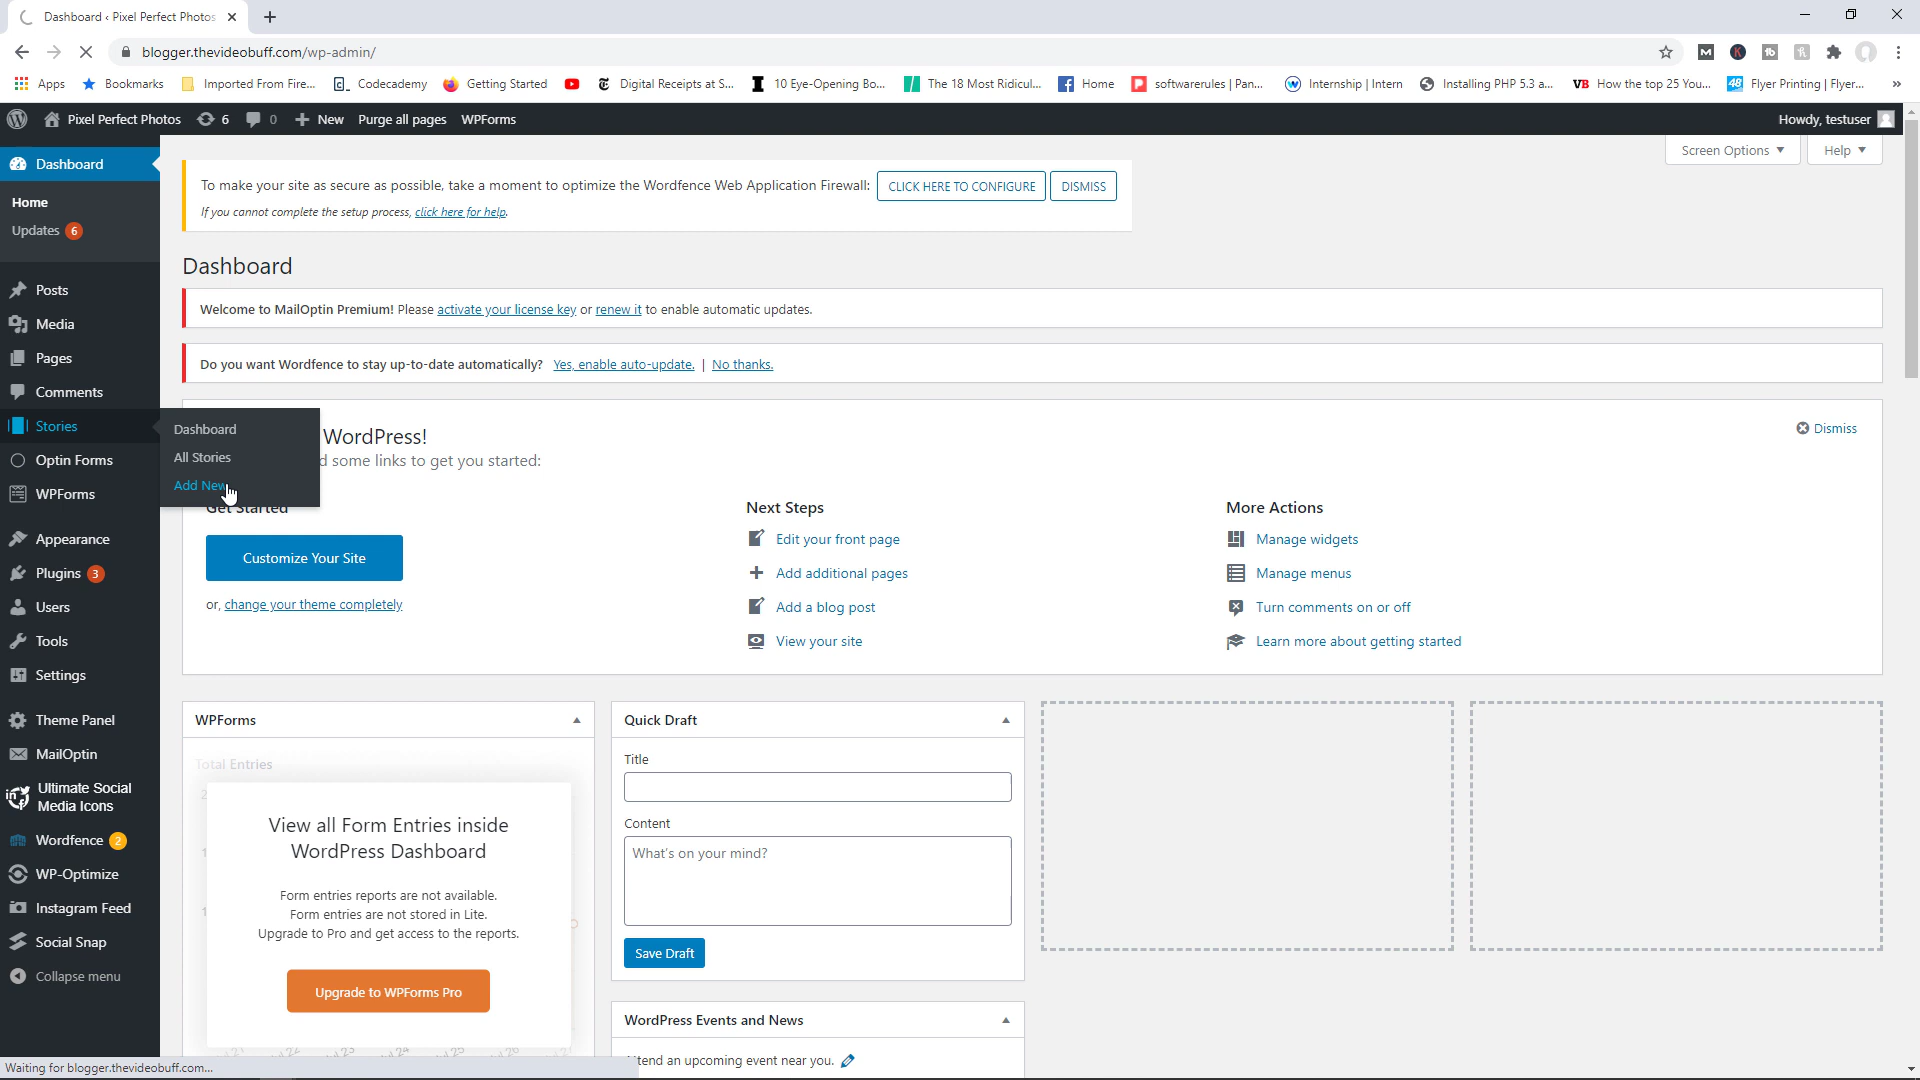 Dashboard ‹ Pixel Perfect Photos
blogger.thevideobuff.com/wp-admin/
Apps
Bookmarks
Imported From Fire...
Codecademy
Getting Started
Digital Receipts at S...
10 Eye-Opening Bo...
The 18 Most Ridicul...
Home
softwarerules | Pan...
Internship | Intern
Installing PHP 5.3 a...
VB How the top 25 You...
Flyer Printing | Flyer...
Pixel Perfect Photos
6
0
New
Purge all pages
WPForms
Howdy, testuser
Screen Options
Help
Dashboard
Home
Updates 6
Posts
Media
Pages
Comments
Stories
Optin Forms
WPForms
Appearance
Plugins 3
Users
Tools
Settings
Theme Panel
MailOptin
Ultimate Social
Media Icons
Wordfence 2
WP-Optimize
Instagram Feed
Social Snap
Collapse menu
Dashboard
All Stories
Add New
To make your site as secure as possible, take a moment to optimize the Wordfence Web Application Firewall: CLICK HERE TO CONFIGURE DISMISS
If you cannot complete the setup process, click here for help.
Dashboard
Welcome to MailOptin Premium! Please activate your license key or renew it to enable automatic updates.
Do you want Wordfence to stay up-to-date automatically? Yes, enable auto-update. | No thanks.
WordPress!
Dismiss
d some links to get you started:
Get Started
Customize Your Site
or, change your theme completely
Next Steps
Edit your front page
Add additional pages
Add a blog post
View your site
More Actions
Manage widgets
Manage menus
Turn comments on or off
Learn more about getting started
WPForms
Total Entries
View all Form Entries inside
WordPress Dashboard
Form entries reports are not available.
Form entries are not stored in Lite.
Upgrade to Pro and get access to the reports.
Upgrade to WPForms Pro
Quick Draft
Title
Content
What's on your mind?
Save Draft
WordPress Events and News
tend an upcoming event near you.
Waiting for blogger.thevideobuff.com...